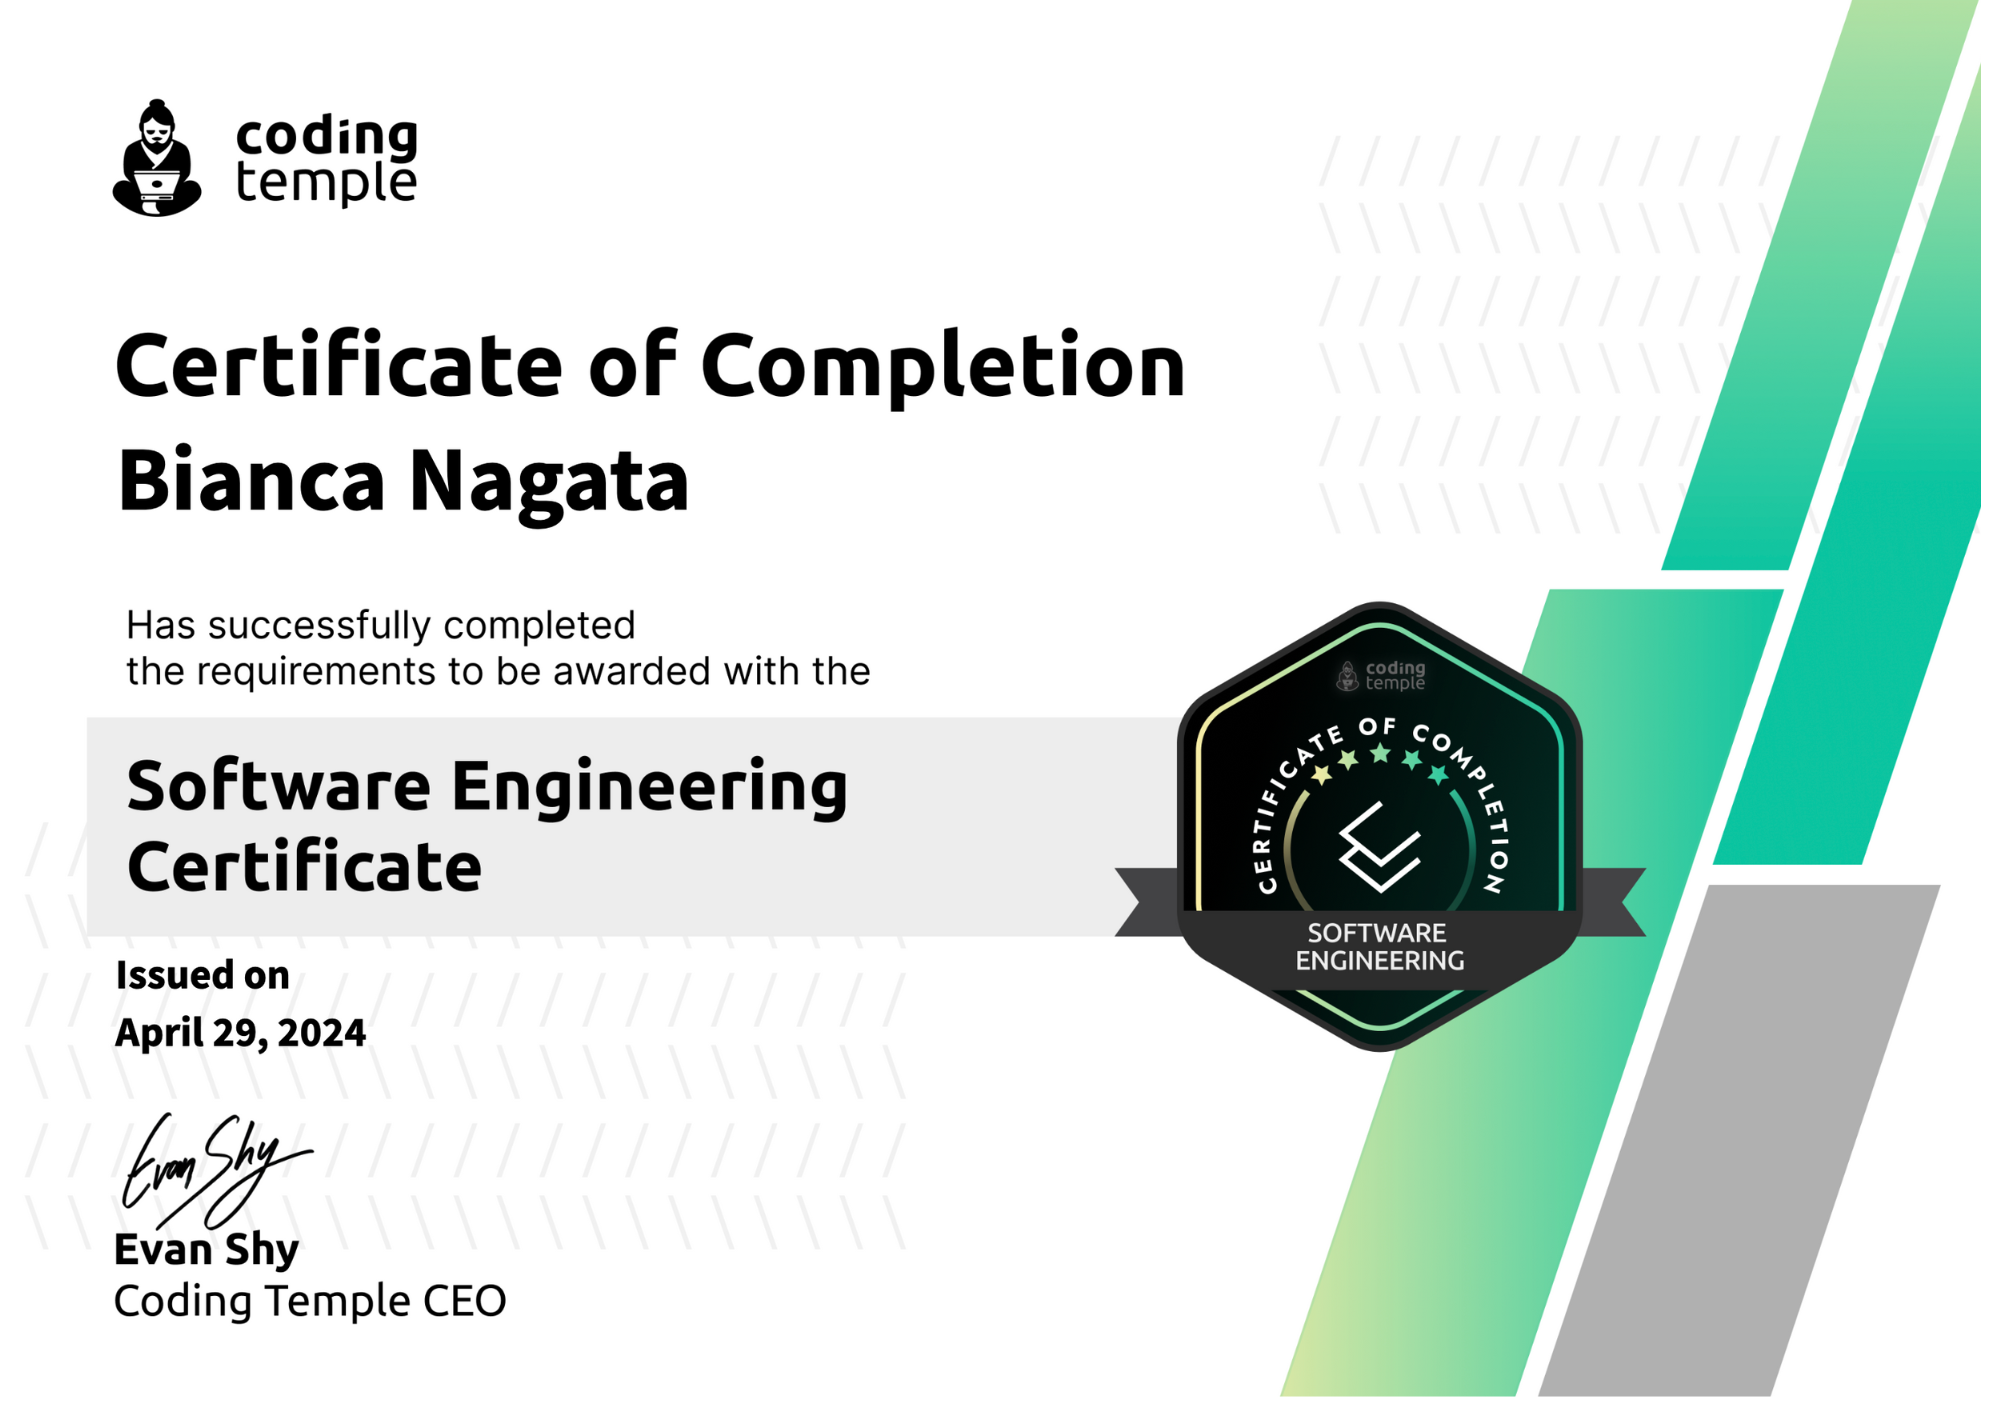 coding
temple
Certificate of Completion
Bianca Nagata
Has successfully completed
the requirements to be awarded with the
Software Engineering
Certificate
coding
temple
CERTIFICATE OF COMPLETION
SOFTWARE
ENGINEERING
Issued on
April 29, 2024
Evan Shy
Evan Shy
Coding Temple CEO